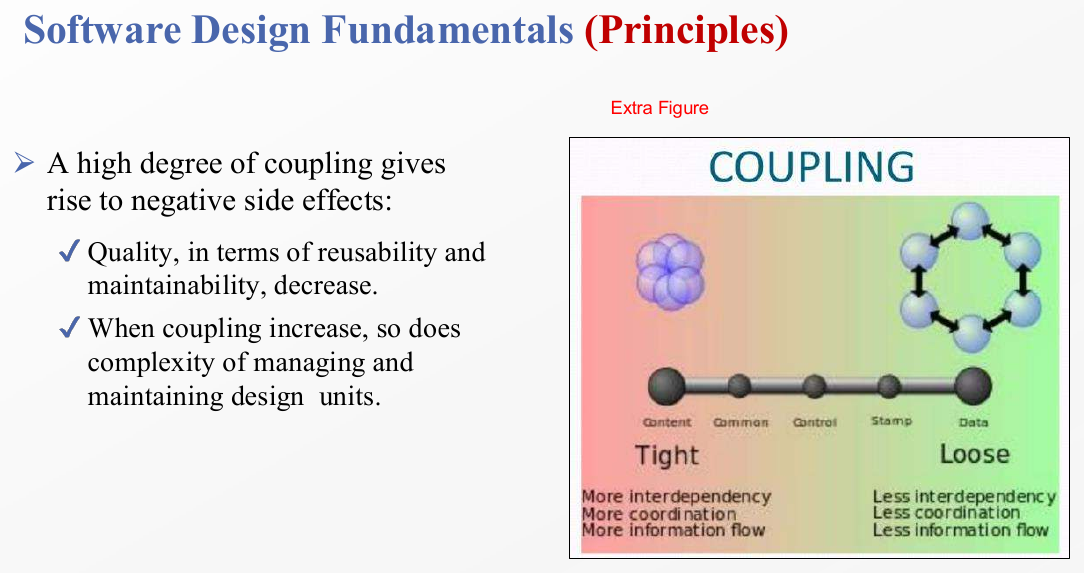 Software Design Fundamentals (Principles)
Extra Figure
➢ A high degree of coupling gives
rise to negative side effects:
✓ Quality, in terms of reusability and
maintainability, decrease.
✓ When coupling increase, so does
complexity of managing and
maintaining design units.
COUPLING
Content Common Control Stamp Data
Tight Loose
More interdependency
More coordination
More information flow
Less interdependency
Less coordination
Less information flow